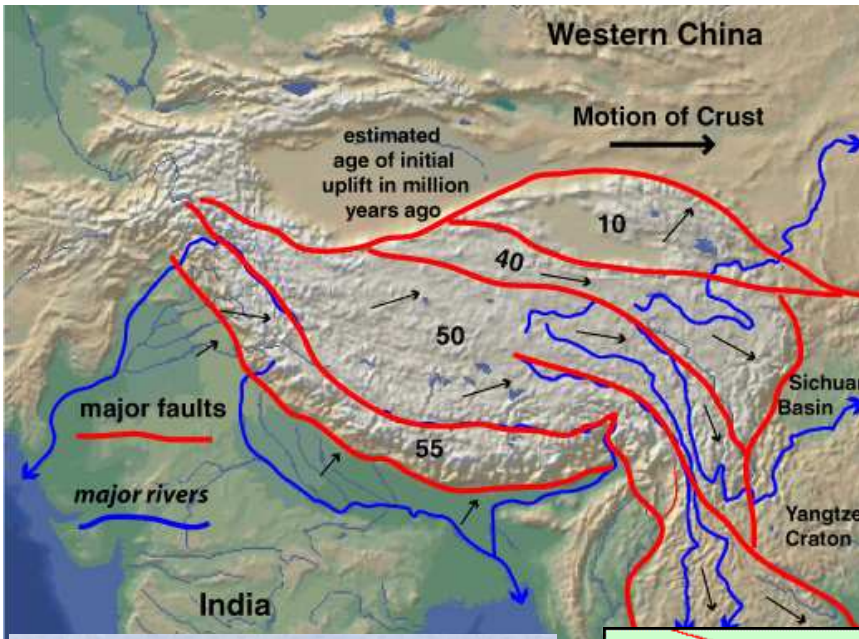 Western China
Motion of Crust
estimated
age of initial
uplift in million
years ago
10
40
50
Sichuan
Basin
major faults
55
major rivers
Yangtze
Craton
India